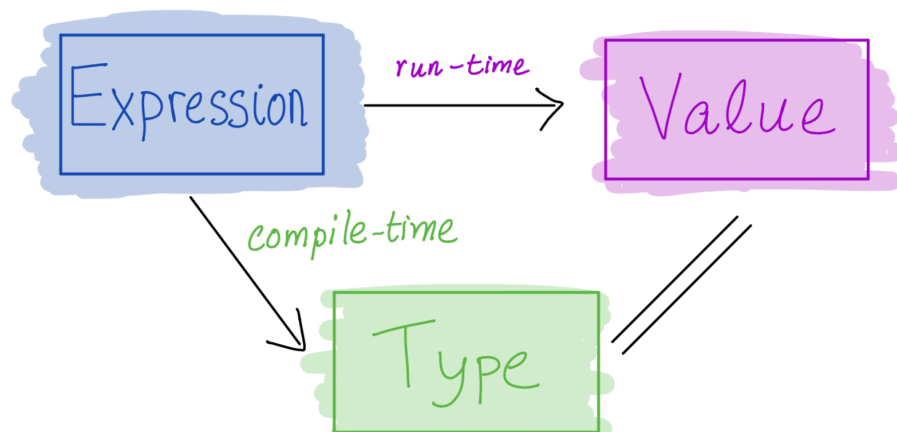 Expression
run-time
Value
compile-time
Type